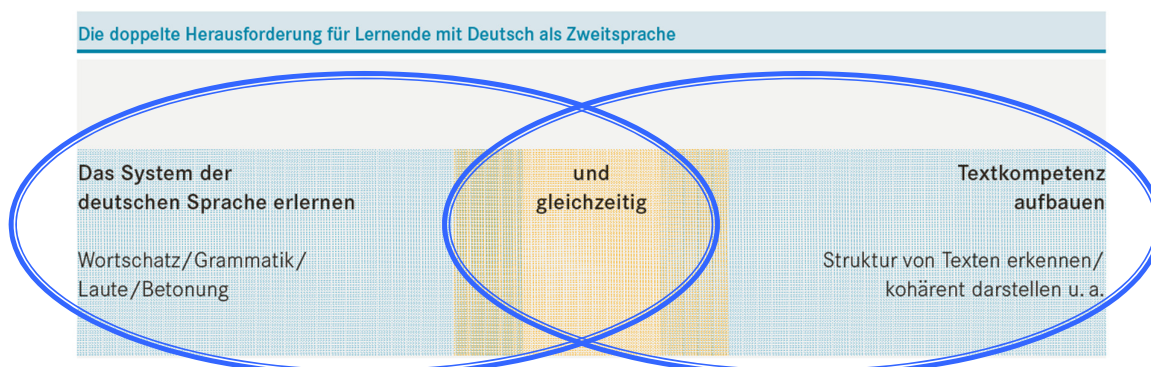 Die doppelte Herausforderung für Lernende mit Deutsch als Zweitsprache
Das System der
deutschen Sprache erlernen
Wortschatz/Grammatik/
Laute/Betonung
und
gleichzeitig
Textkompetenz
aufbauen
Struktur von Texten erkennen/
kohärent darstellen u. a.